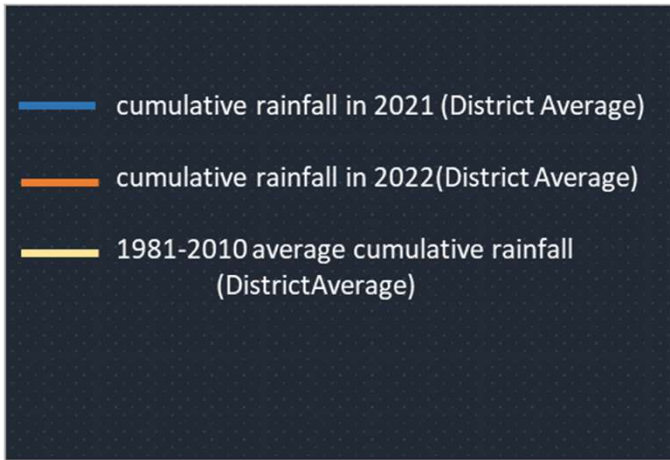 cumulative rainfall in 2021 (District Average)
cumulative rainfall in 2022(District Average)
1981-2010 average cumulative rainfall
(DistrictAverage)